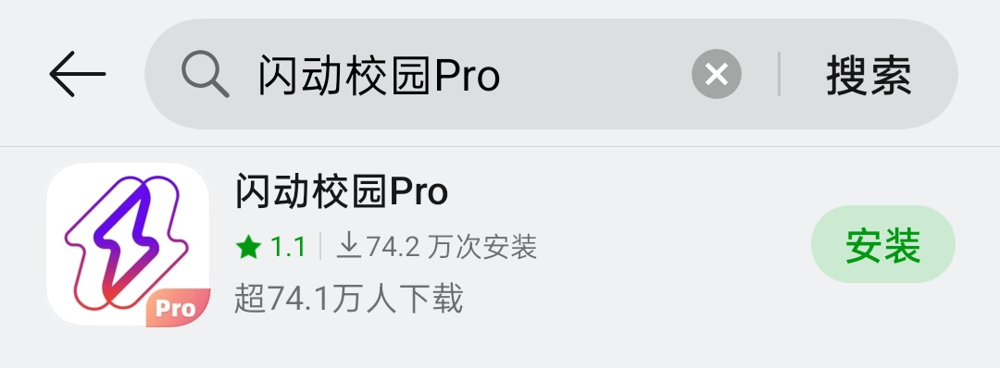 闪动校园Pro 搜索
闪动校园Pro
1.1 74.2 万次安装
安装
超74.1万人下载
Pro